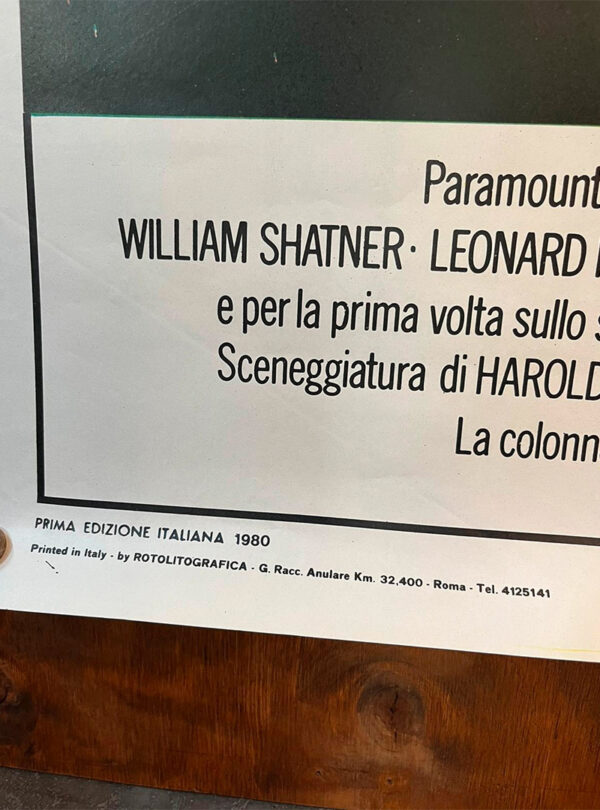 Paramount
WILLIAM SHATNER · LEONARD
e per la prima volta sullo
Sceneggiatura di HAROLD
La colonn
PRIMA EDIZIONE ITALIANA 1980
Printed in Italy - by ROTOLITOGRAFICA - G. Racc. Anulare Km. 32,400 - Roma - Tel. 4125141